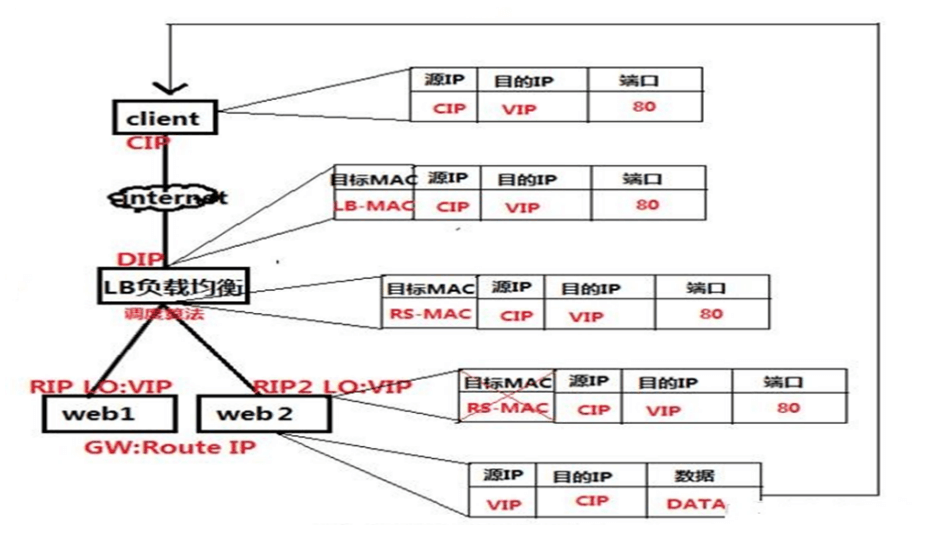 源IP 目的IP 端口
CIP VIP 80
client
CIP
internet
目标MAC 源IP 目的IP 端口
LB-MAC CIP VIP 80
DIP
LB负载均衡
调度算法
目标MAC 源IP 目的IP 端口
RS-MAC CIP VIP 80
RIP LO:VIP
RIP2 LO:VIP
web1
web2
目标MAC 源IP 目的IP 端口
RS-MAC CIP VIP 80
GW:Route IP
源IP 目的IP 数据
VIP CIP DATA